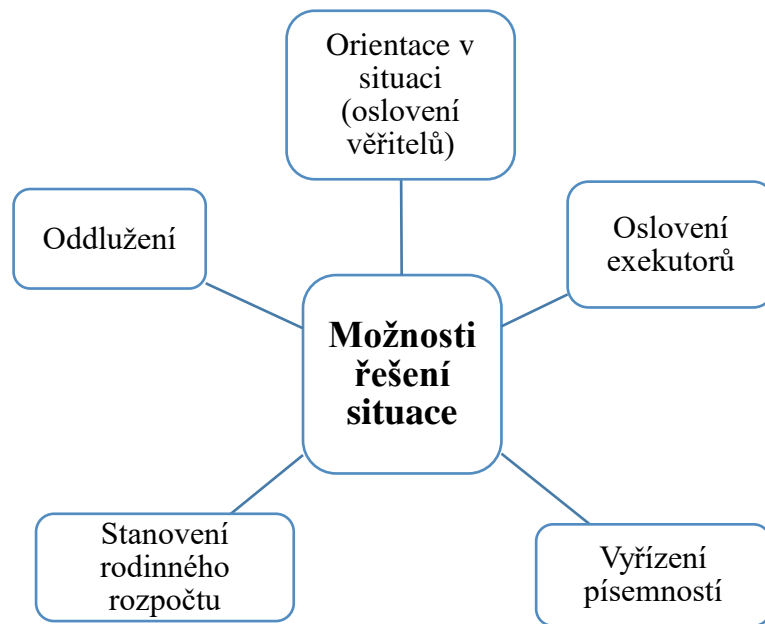 Orientace v
situaci
(oslovení
věřitelů)
Oslovení
exekutorů
Vyřízení
písemností
Stanovení
rodinného
rozpočtu
Oddlužení
Možnosti
řešení
situace